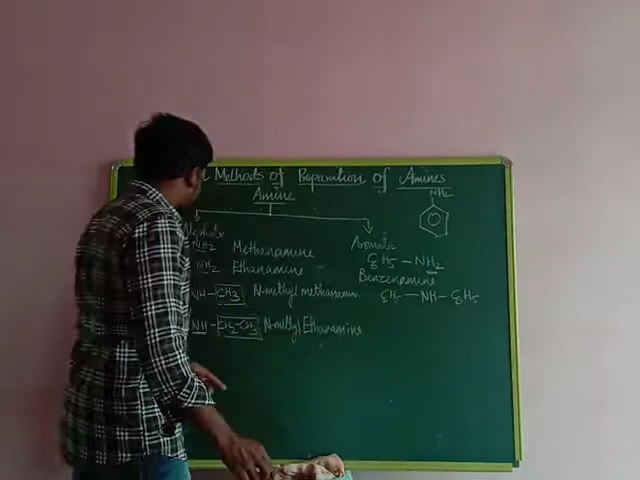 Methods of Preparation of Amines
Amine
NH2
Aliphatic
Aromatic
NH2 Methanamine
C6H5 - NH2
NH2 Ethanamine
Benzenamine
NH - CH3 N-methyl methanamine
C6H5 - NH - C6H5
NH - CH2-CH3 N-methyl Ethanamine